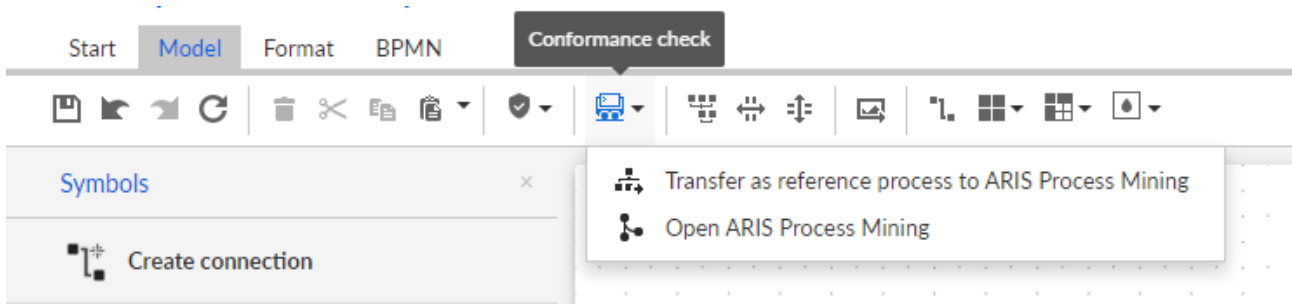 Conformance check
Start Model Format BPMN
Symbols
Transfer as reference process to ARIS Process Mining
Open ARIS Process Mining
Create connection